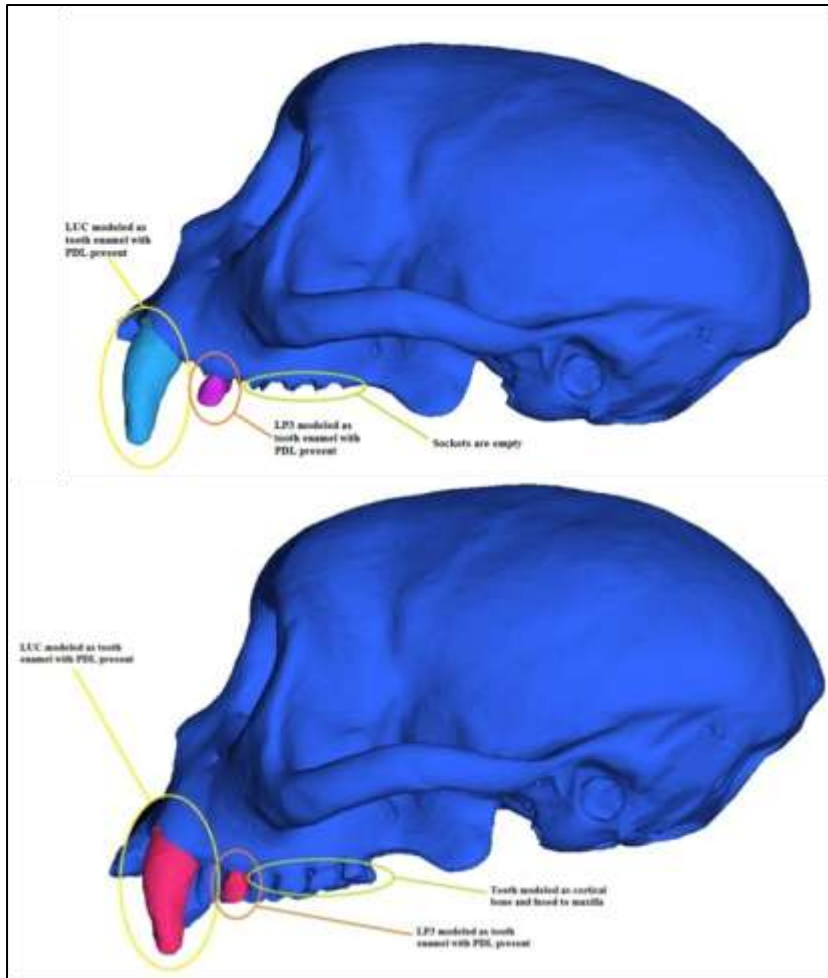 LUC modeled as
tooth enamel with
PDL present
LP3 modeled as
tooth enamel with
PDL present
Sockets are empty
LUC modeled as tooth
enamel with PDL present
Teeth modeled as cortical
bone and fused to maxilla
LP3 modeled as tooth
enamel with PDL present